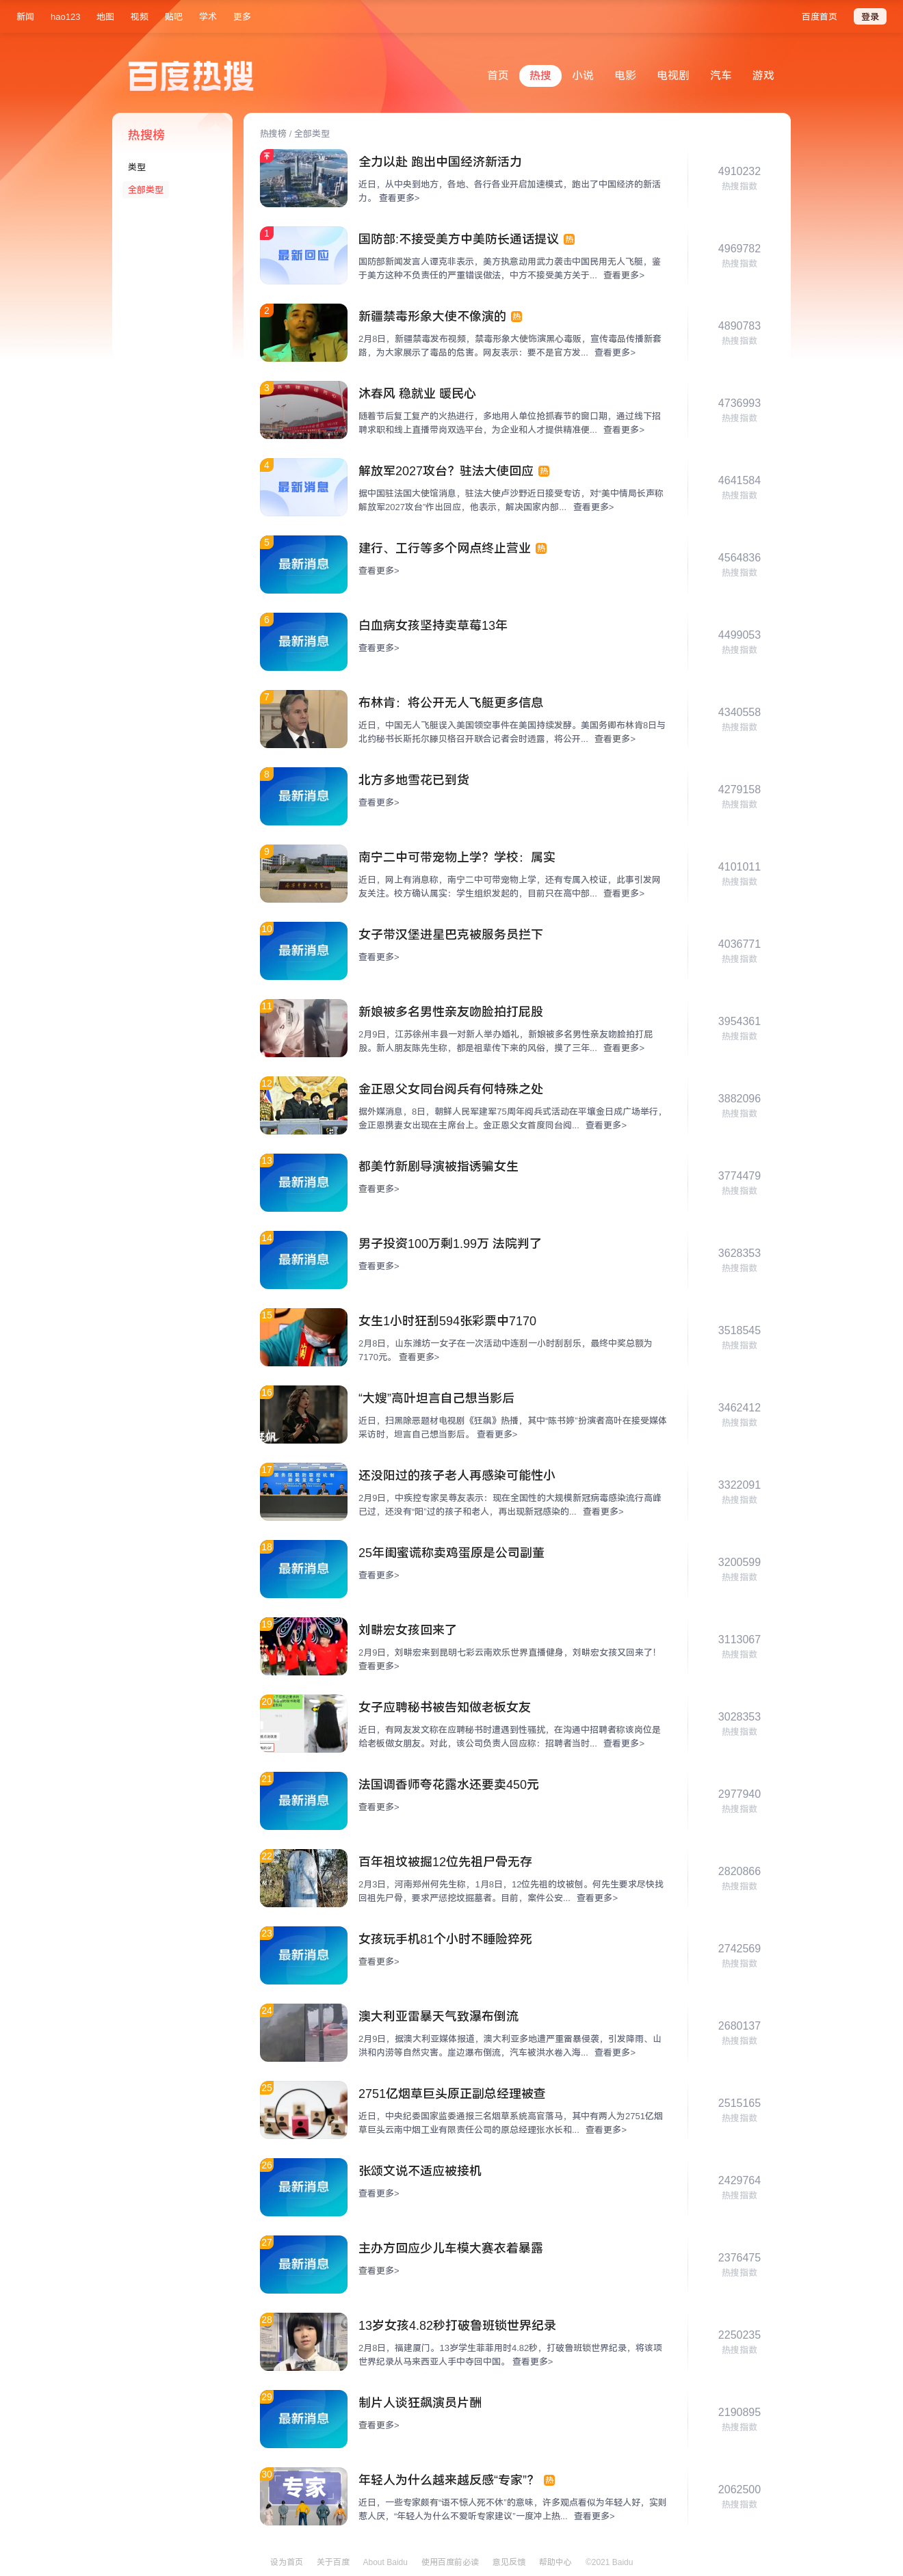 新闻 hao123 地图 视频 贴吧 学术 更多 百度首页 登录
百度热搜
首页 热搜 小说 电影 电视剧 汽车 游戏
热搜榜
类型
全部类型
热搜榜 / 全部类型
全力以赴 跑出中国经济新活力
近日，从中央到地方，各地、各行各业开启加速模式，跑出了中国经济的新活
力。 查看更多>
4910232
热搜指数
1
最新回应
国防部:不接受美方中美防长通话提议 热
国防部新闻发言人谭克非表示，美方执意动用武力袭击中国民用无人飞艇，鉴
于美方这种不负责任的严重错误做法，中方不接受美方关于... 查看更多>
4969782
热搜指数
2
新疆禁毒形象大使不像演的 热
2月8日，新疆禁毒发布视频，禁毒形象大使饰演黑心毒贩，宣传毒品传播新套
路，为大家展示了毒品的危害。网友表示：要不是官方发... 查看更多>
4890783
热搜指数
3
沐春风 稳就业 暖民心
随着节后复工复产的火热进行，多地用人单位抢抓春节的窗口期，通过线下招
聘求职和线上直播带岗双选平台，为企业和人才提供精准便... 查看更多>
4736993
热搜指数
4
最新消息
解放军2027攻台？驻法大使回应 热
据中国驻法国大使馆消息，驻法大使卢沙野近日接受专访，对“美中情局长声称
解放军2027攻台”作出回应，他表示，解决国家内部... 查看更多>
4641584
热搜指数
5
最新消息
建行、工行等多个网点终止营业 热
查看更多>
4564836
热搜指数
6
最新消息
白血病女孩坚持卖草莓13年
查看更多>
4499053
热搜指数
7
布林肯：将公开无人飞艇更多信息
近日，中国无人飞艇误入美国领空事件在美国持续发酵。美国务卿布林肯8日与
北约秘书长斯托尔滕贝格召开联合记者会时透露，将公开... 查看更多>
4340558
热搜指数
8
最新消息
北方多地雪花已到货
查看更多>
4279158
热搜指数
9
南宁二中可带宠物上学？学校：属实
近日，网上有消息称，南宁二中可带宠物上学，还有专属入校证，此事引发网
友关注。校方确认属实：学生组织发起的，目前只在高中部... 查看更多>
4101011
热搜指数
10
最新消息
女子带汉堡进星巴克被服务员拦下
查看更多>
4036771
热搜指数
11
新娘被多名男性亲友吻脸拍打屁股
2月9日，江苏徐州丰县一对新人举办婚礼，新娘被多名男性亲友吻脸拍打屁
股。新人朋友陈先生称，都是祖辈传下来的风俗，摸了三年... 查看更多>
3954361
热搜指数
12
金正恩父女同台阅兵有何特殊之处
据外媒消息，8日，朝鲜人民军建军75周年阅兵式活动在平壤金日成广场举行，
金正恩携妻女出现在主席台上。金正恩父女首度同台阅... 查看更多>
3882096
热搜指数
13
最新消息
都美竹新剧导演被指诱骗女生
查看更多>
3774479
热搜指数
14
最新消息
男子投资100万剩1.99万 法院判了
查看更多>
3628353
热搜指数
15
女生1小时狂刮594张彩票中7170
2月8日，山东潍坊一女子在一次活动中连刮一小时刮刮乐，最终中奖总额为
7170元。 查看更多>
3518545
热搜指数
16
“大嫂”高叶坦言自己想当影后
近日，扫黑除恶题材电视剧《狂飙》热播，其中“陈书婷”扮演者高叶在接受媒体
采访时，坦言自己想当影后。 查看更多>
3462412
热搜指数
17
还没阳过的孩子老人再感染可能性小
2月9日，中疾控专家吴尊友表示：现在全国性的大规模新冠病毒感染流行高峰
已过，还没有“阳”过的孩子和老人，再出现新冠感染的... 查看更多>
3322091
热搜指数
18
最新消息
25年闺蜜谎称卖鸡蛋原是公司副董
查看更多>
3200599
热搜指数
19
刘畊宏女孩回来了
2月9日，刘畊宏来到昆明七彩云南欢乐世界直播健身，刘畊宏女孩又回来了！
查看更多>
3113067
热搜指数
20
女子应聘秘书被告知做老板女友
近日，有网友发文称在应聘秘书时遭遇到性骚扰，在沟通中招聘者称该岗位是
给老板做女朋友。对此，该公司负责人回应称：招聘者当时... 查看更多>
3028353
热搜指数
21
最新消息
法国调香师夸花露水还要卖450元
查看更多>
2977940
热搜指数
22
百年祖坟被掘12位先祖尸骨无存
2月3日，河南郑州何先生称，1月8日，12位先祖的坟被刨。何先生要求尽快找
回祖先尸骨，要求严惩挖坟掘墓者。目前，案件公安... 查看更多>
2820866
热搜指数
23
最新消息
女孩玩手机81个小时不睡险猝死
查看更多>
2742569
热搜指数
24
澳大利亚雷暴天气致瀑布倒流
2月9日，据澳大利亚媒体报道，澳大利亚多地遭严重雷暴侵袭，引发降雨、山
洪和内涝等自然灾害。崖边瀑布倒流，汽车被洪水卷入海... 查看更多>
2680137
热搜指数
25
2751亿烟草巨头原正副总经理被查
近日，中央纪委国家监委通报三名烟草系统高官落马，其中有两人为2751亿烟
草巨头云南中烟工业有限责任公司的原总经理张水长和... 查看更多>
2515165
热搜指数
26
最新消息
张颂文说不适应被接机
查看更多>
2429764
热搜指数
27
最新消息
主办方回应少儿车模大赛衣着暴露
查看更多>
2376475
热搜指数
28
13岁女孩4.82秒打破鲁班锁世界纪录
2月8日，福建厦门。13岁学生菲菲用时4.82秒，打破鲁班锁世界纪录，将该项
世界纪录从马来西亚人手中夺回中国。 查看更多>
2250235
热搜指数
29
最新消息
制片人谈狂飙演员片酬
查看更多>
2190895
热搜指数
30
专家
年轻人为什么越来越反感“专家”？ 热
近日，一些专家颇有“语不惊人死不休”的意味，许多观点看似为年轻人好，实则
惹人厌，“年轻人为什么不爱听专家建议”一度冲上热... 查看更多>
2062500
热搜指数
设为首页 关于百度 About Baidu 使用百度前必读 意见反馈 帮助中心 ©2021 Baidu